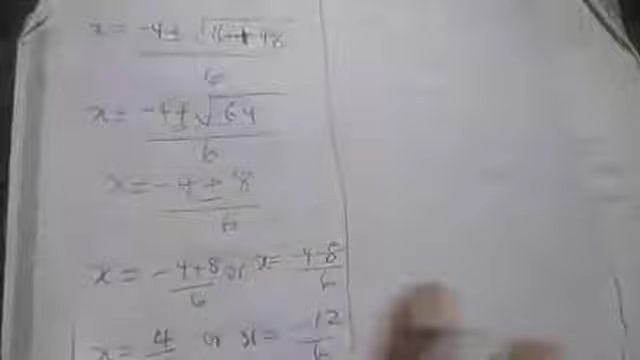 x = -4 ± √16+48 / 6
x = -4 ± √64 / 6
x = -4 ± 8 / 6
x = -4+8 / 6 or x = -4-8 / 6
x = 4 or x = -12 / 6